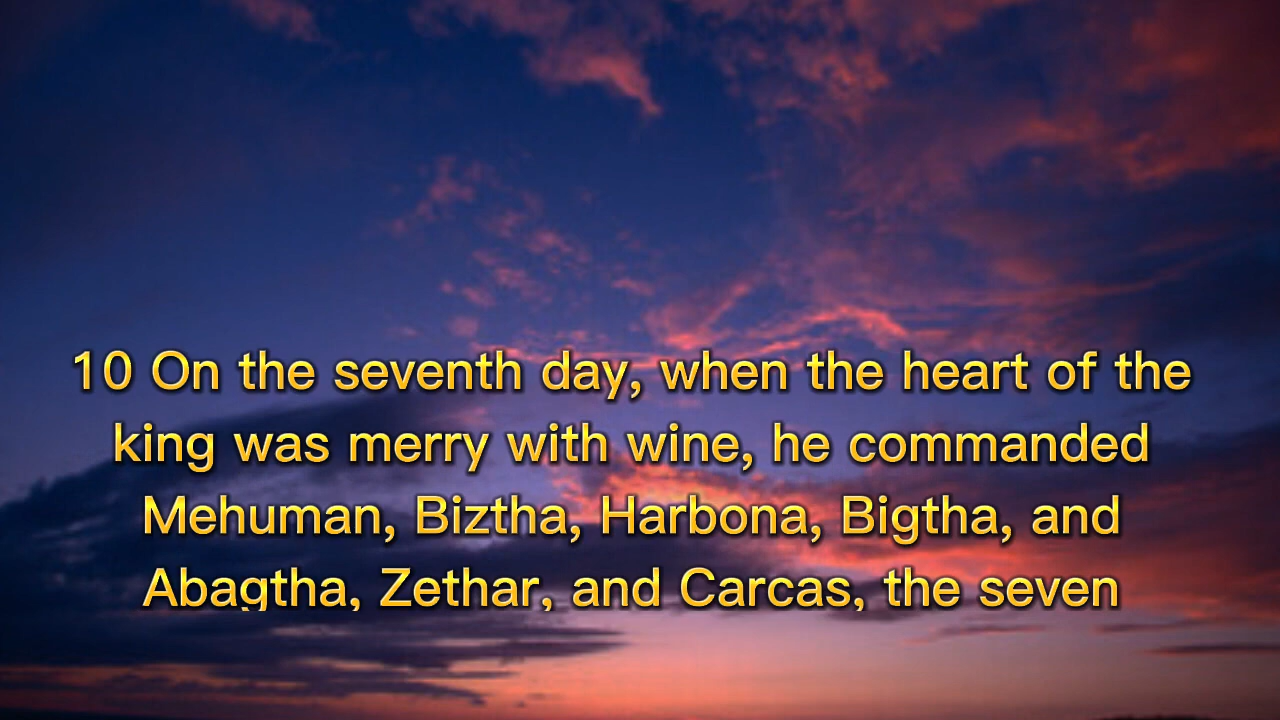 10 On the seventh day, when the heart of the
king was merry with wine, he commanded
Mehuman, Biztha, Harbona, Bigtha, and
Abagtha, Zethar, and Carcas, the seven